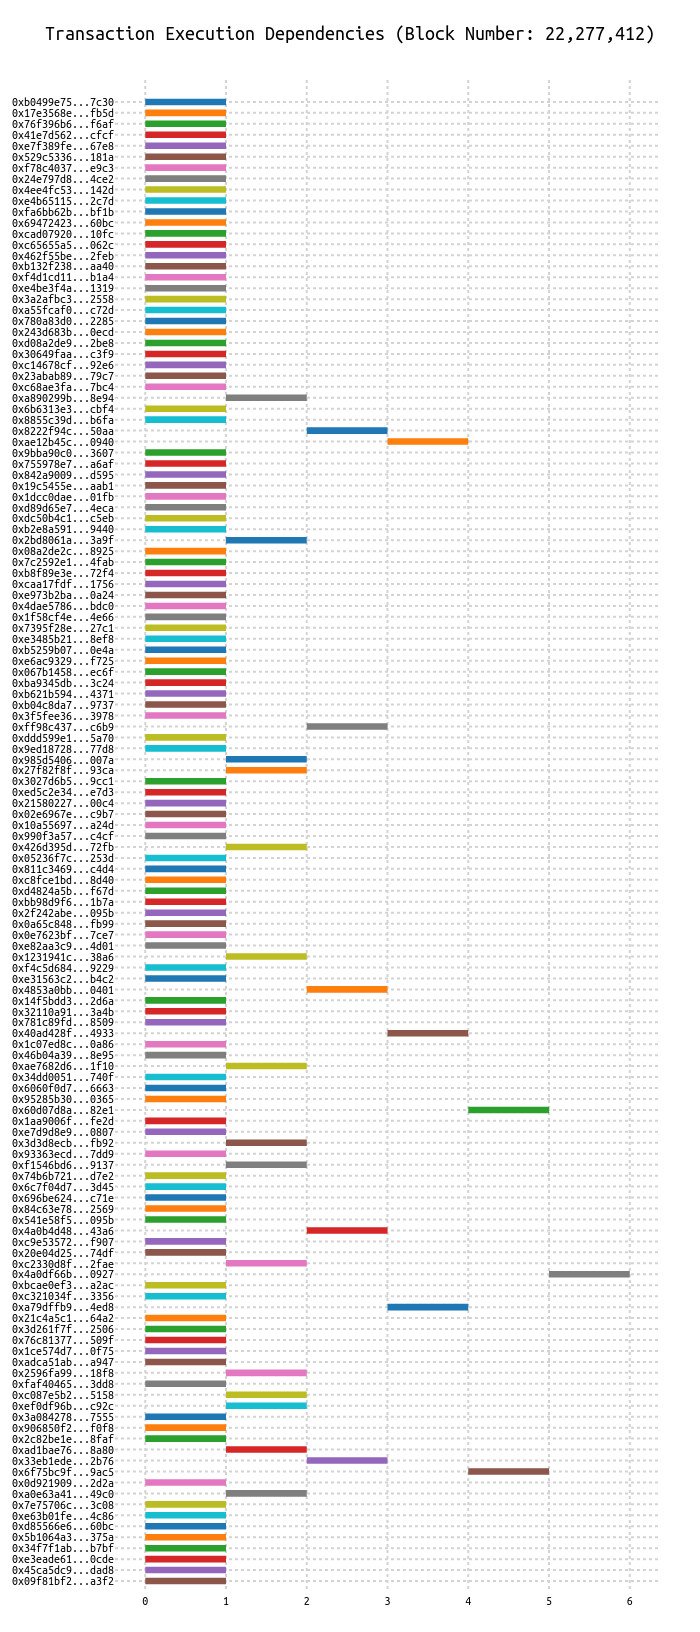 Transaction Execution Dependencies (Block Number: 22,277,412)
0xb0499e75...7c30
0x17e3568e...fb5d
0x76f396b6...f6af
0x41e7d562...cfcf
0xe7f389fe...67e8
0x529c5336...181a
0xf78c4037...e9c3
0x24e797d8...4ce2
0x4ee4fc53...142d
0xe4b65115...2c7d
0xfa6bb62b...bf1b
0x69472423...60bc
0xcad07920...10fc
0xc65655a5...062c
0x462f55be...2feb
0xb132f238...aa40
0xf4d1cd11...b1a4
0xe4be3f4a...1319
0x3a2afbc3...2558
0xa55fcaf0...c72d
0x780a83d0...2285
0x243d683b...0ecd
0xd08a2de9...2be8
0x30649faa...c3f9
0xc14678cf...92e6
0x23abab89...79c7
0xc68ae3fa...7bc4
0xa890299b...8e94
0x6b6313e3...cbf4
0x8855c39d...b6fa
0x8222f94c...50aa
0xae12b45c...0940
0x9bba90c0...3607
0x755978e7...a6af
0x842a9009...d595
0x19c5455e...aab1
0x1dcc0dae...01fb
0xd89d65e7...4eca
0xdc50b4c1...c5eb
0xb2e8a591...9440
0x2bd8061a...3a9f
0x08a2de2c...8925
0x7c2592e1...4fab
0xb8f89e3e...72f4
0xcaa17fdf...1756
0xe973b2ba...0a24
0x4dae5786...bdc0
0x1f58cf4e...4e66
0x7395f28e...27c1
0xe3485b21...8ef8
0xb5259b07...0e4a
0xe6ac9329...f725
0x067b1458...ec6f
0xba9345db...3c24
0xb621b594...4371
0xb04c8da7...9737
0x3f5fee36...3978
0xff98c437...c6b9
0xddd599e1...5a70
0x9ed18728...77d8
0x985d5406...007a
0x27f82f8f...93ca
0x3027d6b5...9cc1
0xed5c2e34...e7d3
0x21580227...00c4
0x02e6967e...c9b7
0x10a55697...a24d
0x990f3a57...c4cf
0x426d395d...72fb
0x05236f7c...253d
0x811c3469...c4d4
0xc8fce1bd...8d40
0xd4824a5b...f67d
0xbb98d9f6...1b7a
0x2f242abe...095b
0x0a65c848...fb99
0x0e7623bf...7ce7
0xe82aa3c9...4d01
0x1231941c...38a6
0xf4c5d684...9229
0xe31563c2...b4c2
0x4853a0bb...0401
0x14f5bdd3...2d6a
0x32110a91...3a4b
0x781c89fd...8509
0x40ad428f...4933
0x1c07ed8c...0a86
0x46b04a39...8e95
0xae7682d6...1f10
0x34dd0051...740f
0x6060f0d7...6663
0x95285b30...0365
0x60d07d8a...82e1
0x1aa9006f...fe2d
0xe7d9d8e9...0807
0x3d3d8ecb...fb92
0x93363ecd...7dd9
0xf1546bd6...9137
0x74b6b721...d7e2
0x6c7f04d7...3d45
0x696be624...c71e
0x84c63e78...2569
0x541e58f5...095b
0x4a0b4d48...43a6
0xc9e53572...f907
0x20e04d25...74df
0xc2330d8f...2fae
0x4a0df66b...0927
0xbcae0ef3...a2ac
0xc321034f...3356
0xa79dffb9...4ed8
0x21c4a5c1...64a2
0x3d261f7f...2506
0x76c81377...509f
0x1ce574d7...0f75
0xadca51ab...a947
0x2596fa99...18f8
0xfaf40465...3dd8
0xc087e5b2...5158
0xef0df96b...c92c
0x3a084278...7555
0x906850f2...f0f8
0x2c82be1e...8faf
0xad1bae76...8a80
0x33eb1ede...2b76
0x6f75bc9f...9ac5
0x0d921909...2d2a
0xa0e63a41...49c0
0x7e75706c...3c08
0xe63b01fe...4c86
0xd85566e6...60bc
0x5b1064a3...375a
0x34f7f1ab...b7bf
0xe3eade61...0cde
0x45ca5dc9...dad8
0x09f81bf2...a3f2
0 1 2 3 4 5 6